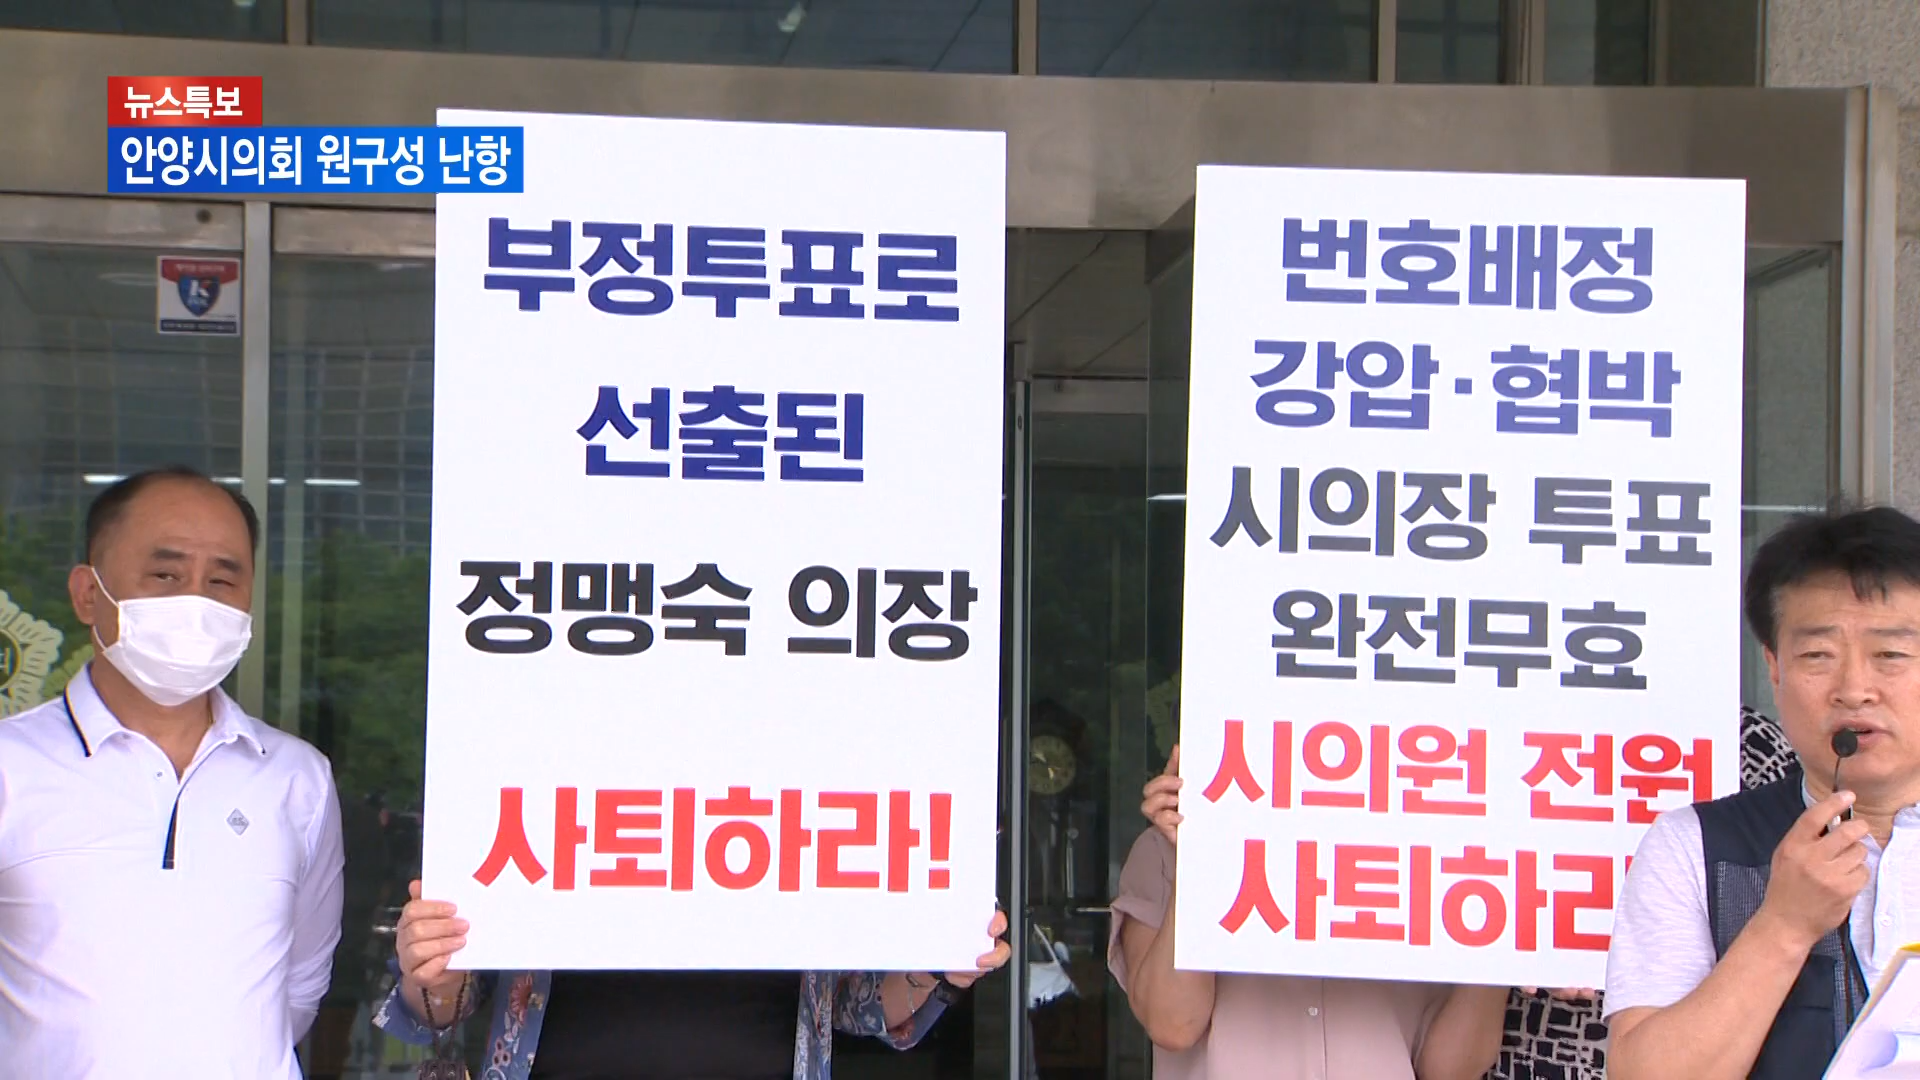 뉴스특보
안양시의회 원구성 난항
부정투표로
선출된
정맹숙 의장
사퇴하라!
번호배정
강압·협박
시의장 투표
완전무효
시의원 전원
사퇴하라